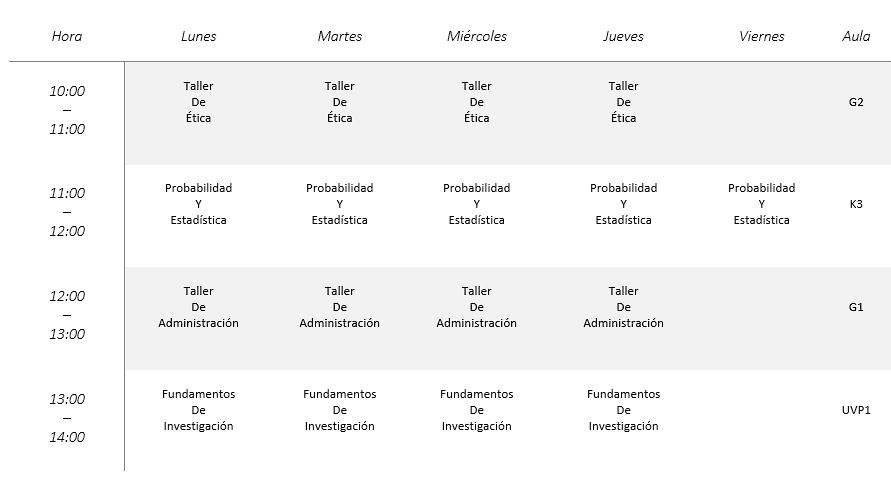 Hora Lunes Martes Miércoles Jueves Viernes Aula
10:00
–
11:00
Taller Taller Taller Taller
De De De De
Ética Ética Ética Ética
G2
11:00
–
12:00
Probabilidad Probabilidad Probabilidad Probabilidad Probabilidad
Y Y Y Y Y
Estadística Estadística Estadística Estadística Estadística
K3
12:00
–
13:00
Taller Taller Taller Taller
De De De De
Administración Administración Administración Administración
G1
13:00
–
14:00
Fundamentos Fundamentos Fundamentos Fundamentos
De De De De
Investigación Investigación Investigación Investigación
UVP1